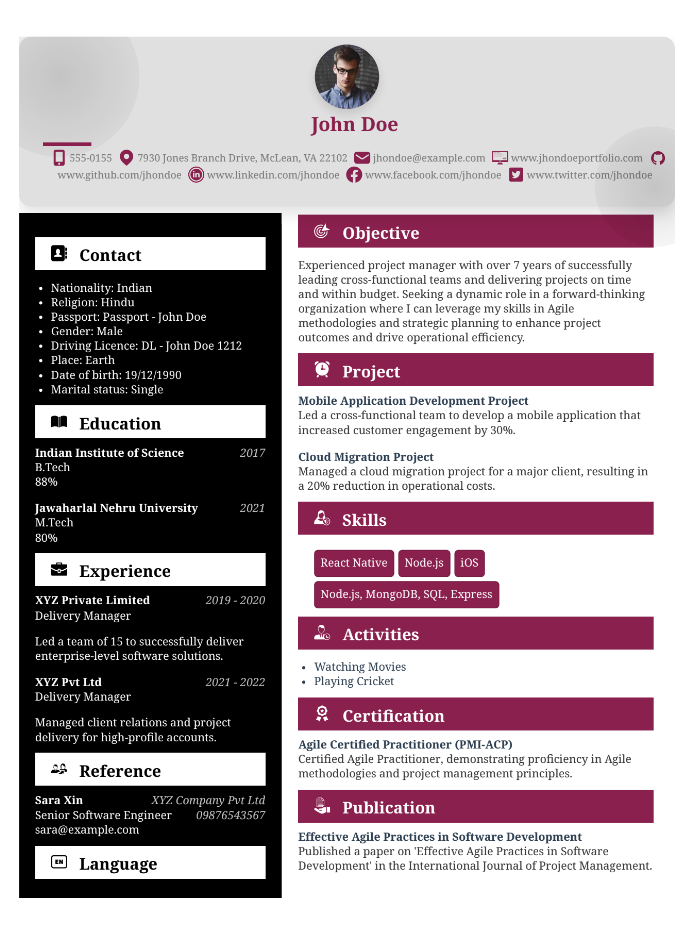 John Doe
555-0155 7930 Jones Branch Drive, McLean, VA 22102 jhondoe@example.com www.jhondoeportfolio.com
www.github.com/jhondoe www.linkedin.com/jhondoe www.facebook.com/jhondoe www.twitter.com/jhondoe
Contact
• Nationality: Indian
• Religion: Hindu
• Passport: Passport - John Doe
• Gender: Male
• Driving Licence: DL - John Doe 1212
• Place: Earth
• Date of birth: 19/12/1990
• Marital status: Single
Education
Indian Institute of Science 2017
B.Tech
88%
Jawaharlal Nehru University 2021
M.Tech
80%
Experience
XYZ Private Limited 2019 - 2020
Delivery Manager
Led a team of 15 to successfully deliver
enterprise-level software solutions.
XYZ Pvt Ltd 2021 - 2022
Delivery Manager
Managed client relations and project
delivery for high-profile accounts.
Reference
Sara Xin XYZ Company Pvt Ltd
Senior Software Engineer 09876543567
sara@example.com
EN Language
Objective
Experienced project manager with over 7 years of successfully
leading cross-functional teams and delivering projects on time
and within budget. Seeking a dynamic role in a forward-thinking
organization where I can leverage my skills in Agile
methodologies and strategic planning to enhance project
outcomes and drive operational efficiency.
Project
Mobile Application Development Project
Led a cross-functional team to develop a mobile application that
increased customer engagement by 30%.
Cloud Migration Project
Managed a cloud migration project for a major client, resulting in
a 20% reduction in operational costs.
Skills
React Native Node.js iOS
Node.js, MongoDB, SQL, Express
Activities
• Watching Movies
• Playing Cricket
Certification
Agile Certified Practitioner (PMI-ACP)
Certified Agile Practitioner, demonstrating proficiency in Agile
methodologies and project management principles.
Publication
Effective Agile Practices in Software Development
Published a paper on 'Effective Agile Practices in Software
Development' in the International Journal of Project Management.